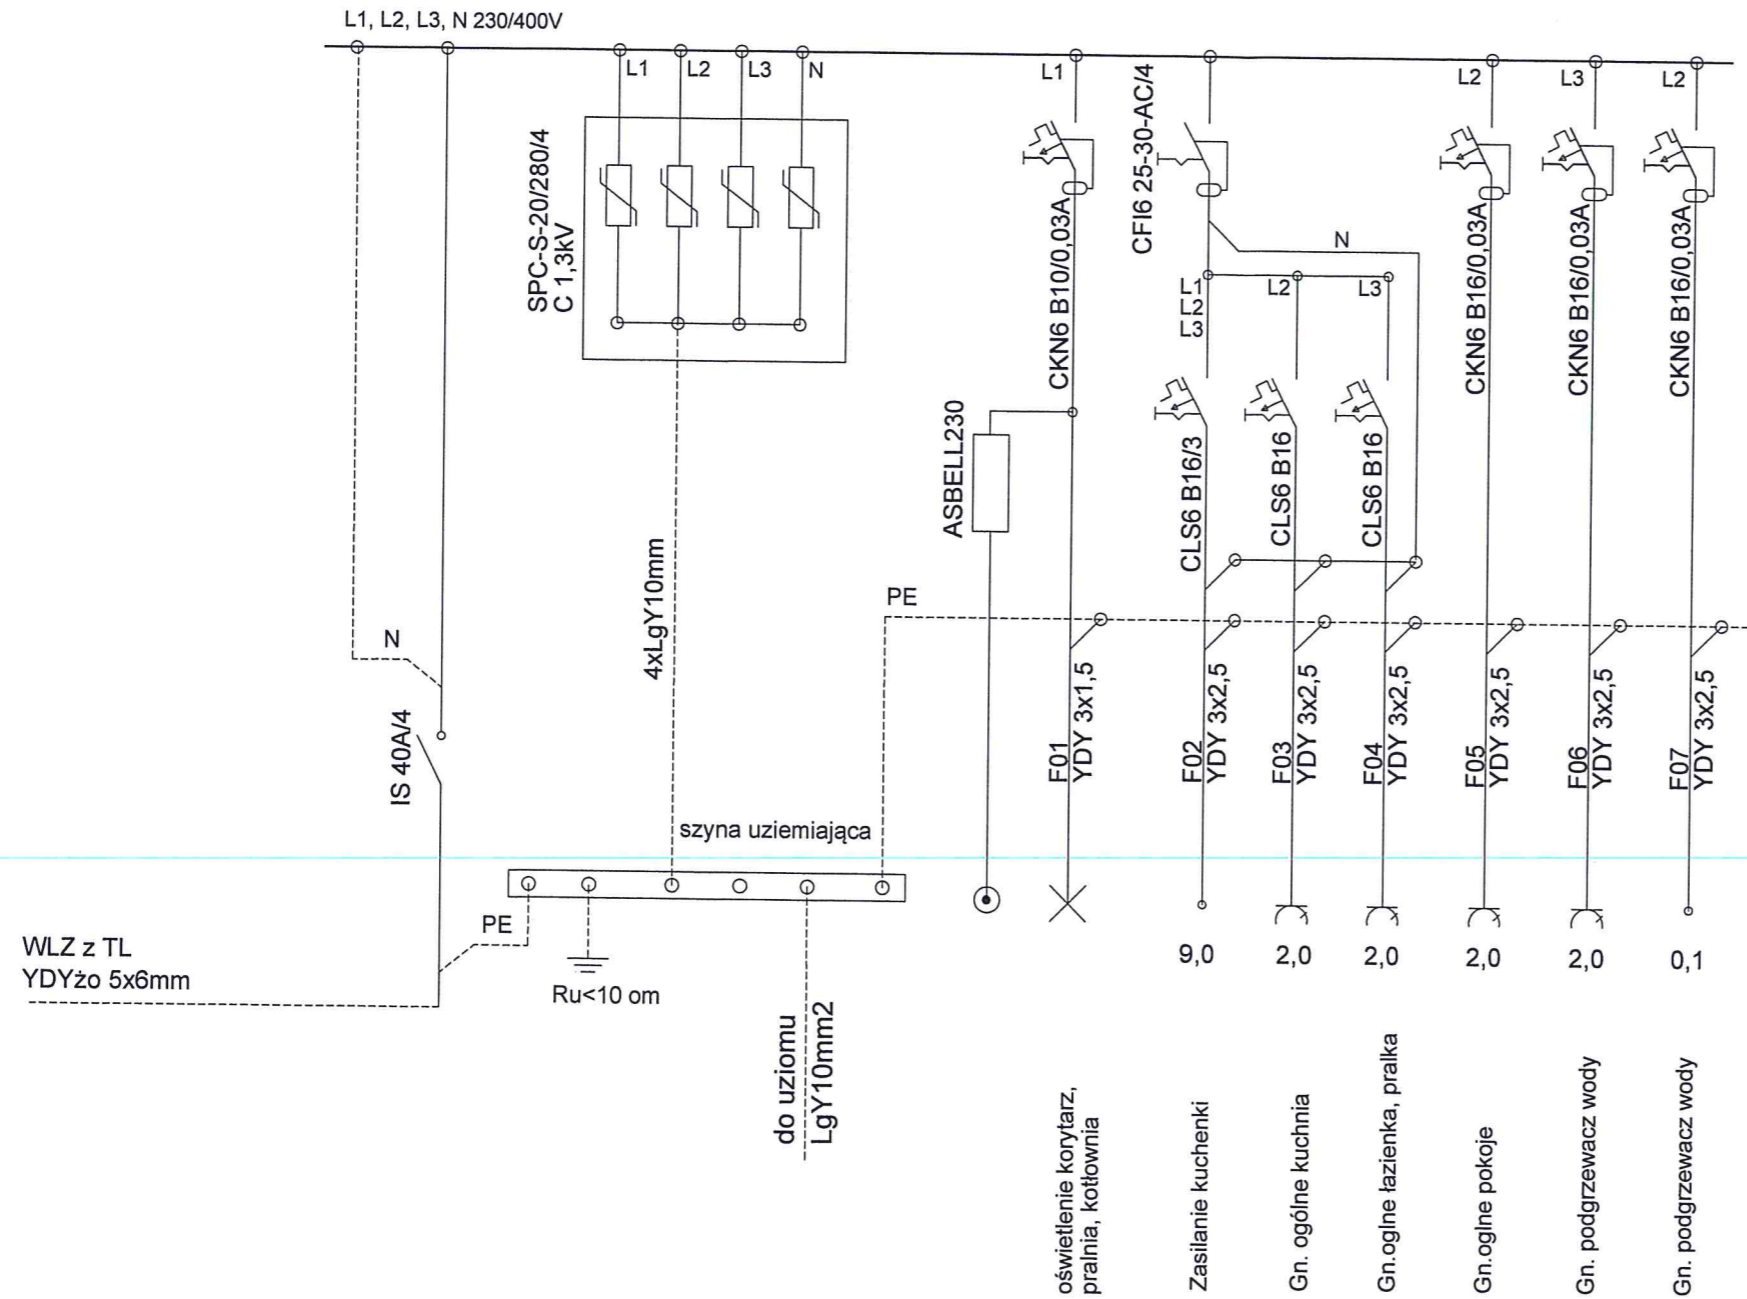 L1, L2, L3, N 230/400V
L1
L2
L3
N
L1
L2
L3
L2
SPC-S-20/280/4
C 1,3kV
CKN6 B10/0,03A
CFI6 25-30-AC/4
N
L1
L2
L3
L2
L3
CKN6 B16/0,03A
CKN6 B16/0,03A
CKN6 B16/0,03A
ASBELL230
CLS6 B16/3
CLS6 B16
CLS6 B16
4xLgY10mm
PE
N
IS 40A/4
F01
YDY 3x1,5
F02
YDY 3x2,5
F03
YDY 3x2,5
F04
YDY 3x2,5
F05
YDY 3x2,5
F06
YDY 3x2,5
F07
YDY 3x2,5
szyna uziemiająca
PE
WLZ z TL
YDYżo 5x6mm
Ru<10 om
do uziomu
LgY10mm2
9,0
2,0
2,0
2,0
2,0
0,1
oświetlenie korytarz,
pralnia, kotłownia
Zasilanie kuchenki
Gn. ogólne kuchnia
Gn.oglne łazienka, pralka
Gn.oglne pokoje
Gn. podgrzewacz wody
Gn. podgrzewacz wody